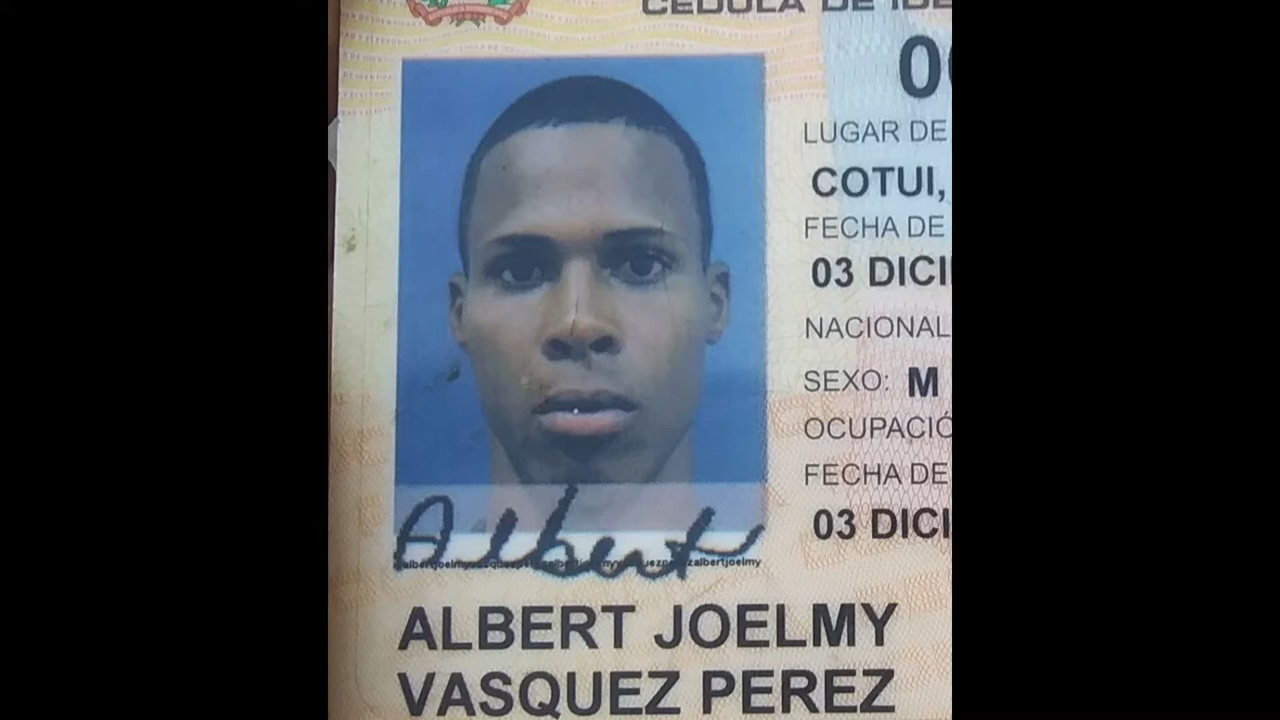 CEDULA DE IDE
LUGAR DE
COTUI,
FECHA DE
03 DICI
NACIONAL
SEXO: M
OCUPACIÓ
FECHA DE
03 DICI
Albert
ALBERT JOELMY
VASQUEZ PEREZ